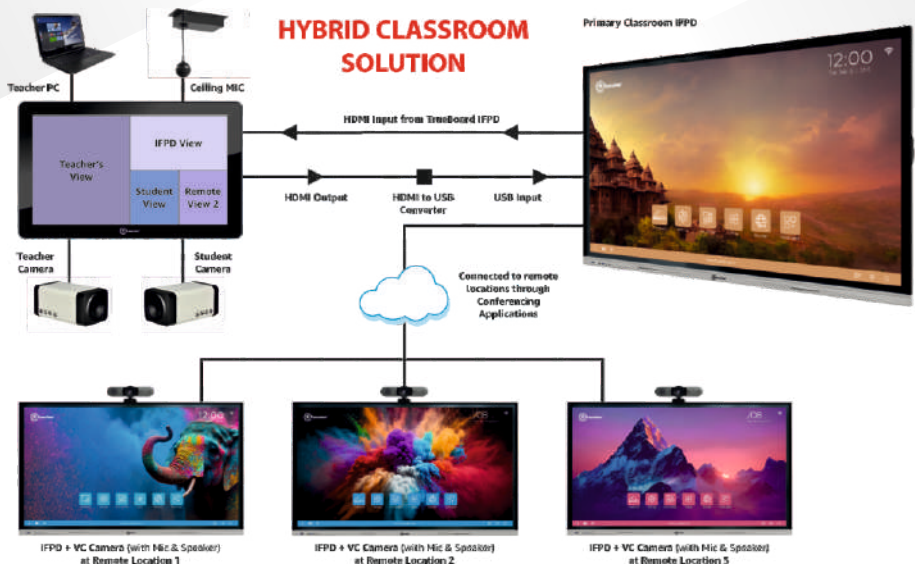 HYBRID CLASSROOM
SOLUTION
Primary Classroom IFPD
12:00
Teacher PC
Ceiling MIC
HDMI Input from TrueBoard IFPD
Teacher's
View
IFPD View
Student
View
Remote
View 2
HDMI Output
HDMI to USB
Converter
USB Input
Teacher
Camera
Student
Camera
Connected to remote
locations through
Conferencing
Applications
12:00
IFPD + VC Camera (with Mic & Speaker)
at Remote Location 1
IFPD + VC Camera (with Mic & Speaker)
at Remote Location 2
IFPD + VC Camera (with Mic & Speaker)
at Remote Location 5